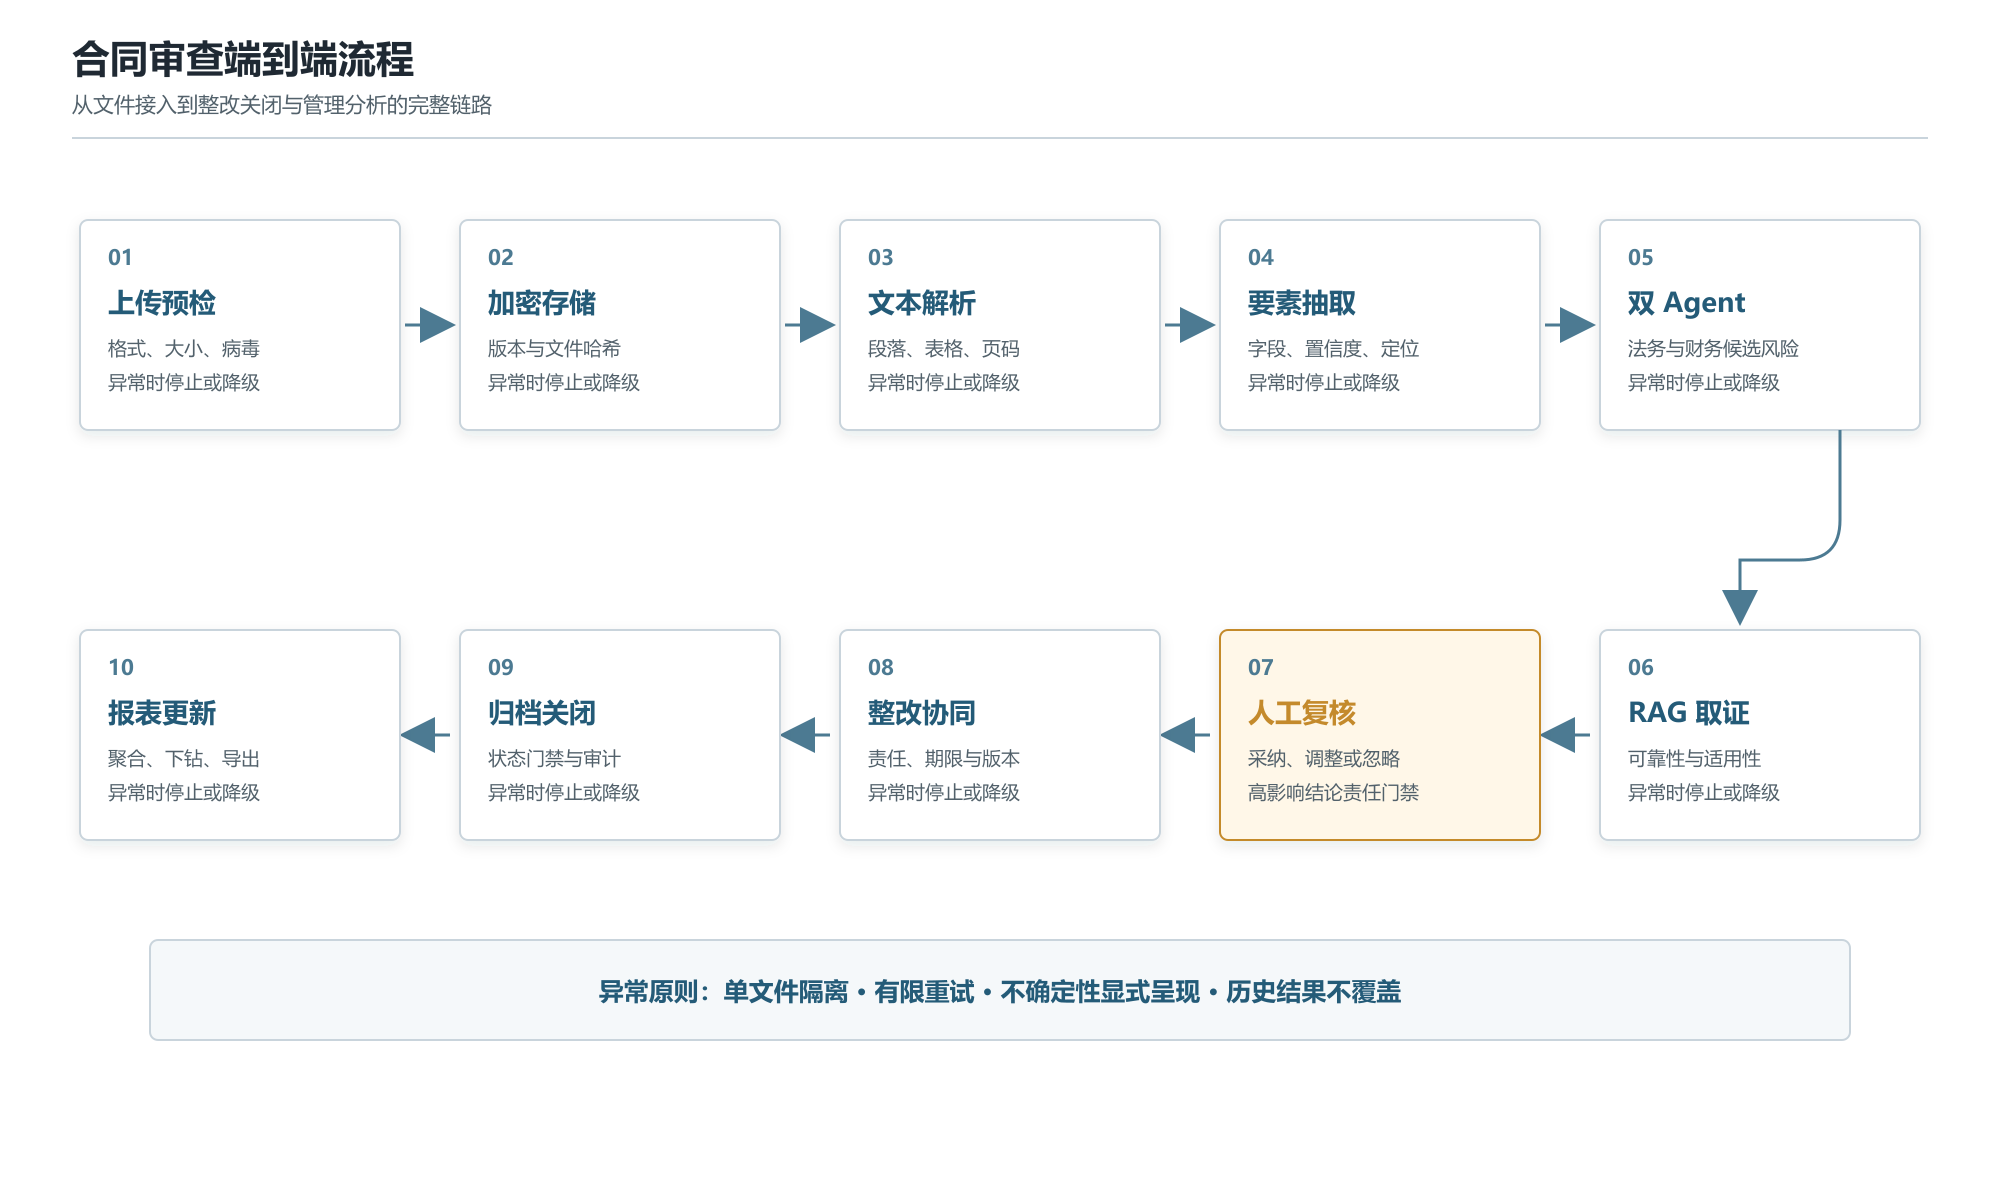 合同审查端到端流程
从文件接入到整改关闭与管理分析的完整链路
01
上传预检
格式、大小、病毒
异常时停止或降级
02
加密存储
版本与文件哈希
异常时停止或降级
03
文本解析
段落、表格、页码
异常时停止或降级
04
要素抽取
字段、置信度、定位
异常时停止或降级
05
双 Agent
法务与财务候选风险
异常时停止或降级
06
RAG 取证
可靠性与适用性
异常时停止或降级
07
人工复核
采纳、调整或忽略
高影响结论责任门禁
08
整改协同
责任、期限与版本
异常时停止或降级
09
归档关闭
状态门禁与审计
异常时停止或降级
10
报表更新
聚合、下钻、导出
异常时停止或降级
异常原则：单文件隔离・有限重试・不确定性显式呈现・历史结果不覆盖